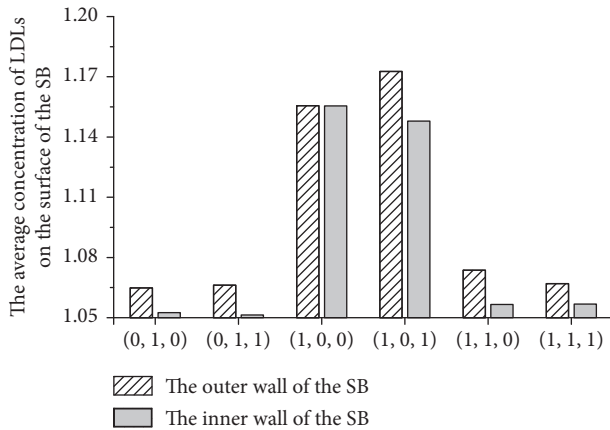 The average concentration of LDLs
on the surface of the SB
1.20
1.17
1.14
1.11
1.08
1.05
(0, 1, 0)
(0, 1, 1)
(1, 0, 0)
(1, 0, 1)
(1, 1, 0)
(1, 1, 1)
The outer wall of the SB
The inner wall of the SB